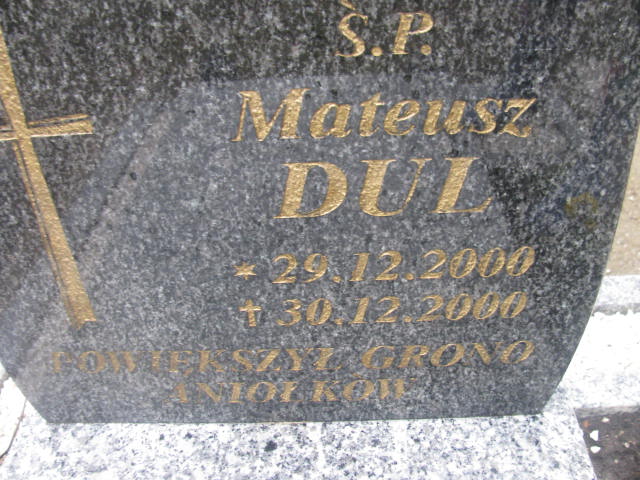 Ś.P.
Mateusz
DUL
* 29.12.2000
✝ 30.12.2000
POWIĘKSZYŁ GRONO
ANIOŁKÓW